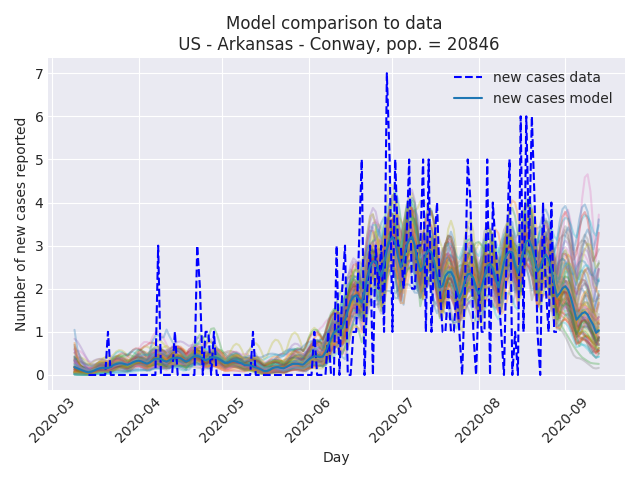 Model comparison to data
US - Arkansas - Conway, pop. = 20846
new cases data
new cases model
Number of new cases reported
7
6
5
4
3
2
1
0
2020-03
2020-04
2020-05
2020-06
2020-07
2020-08
2020-09
Day